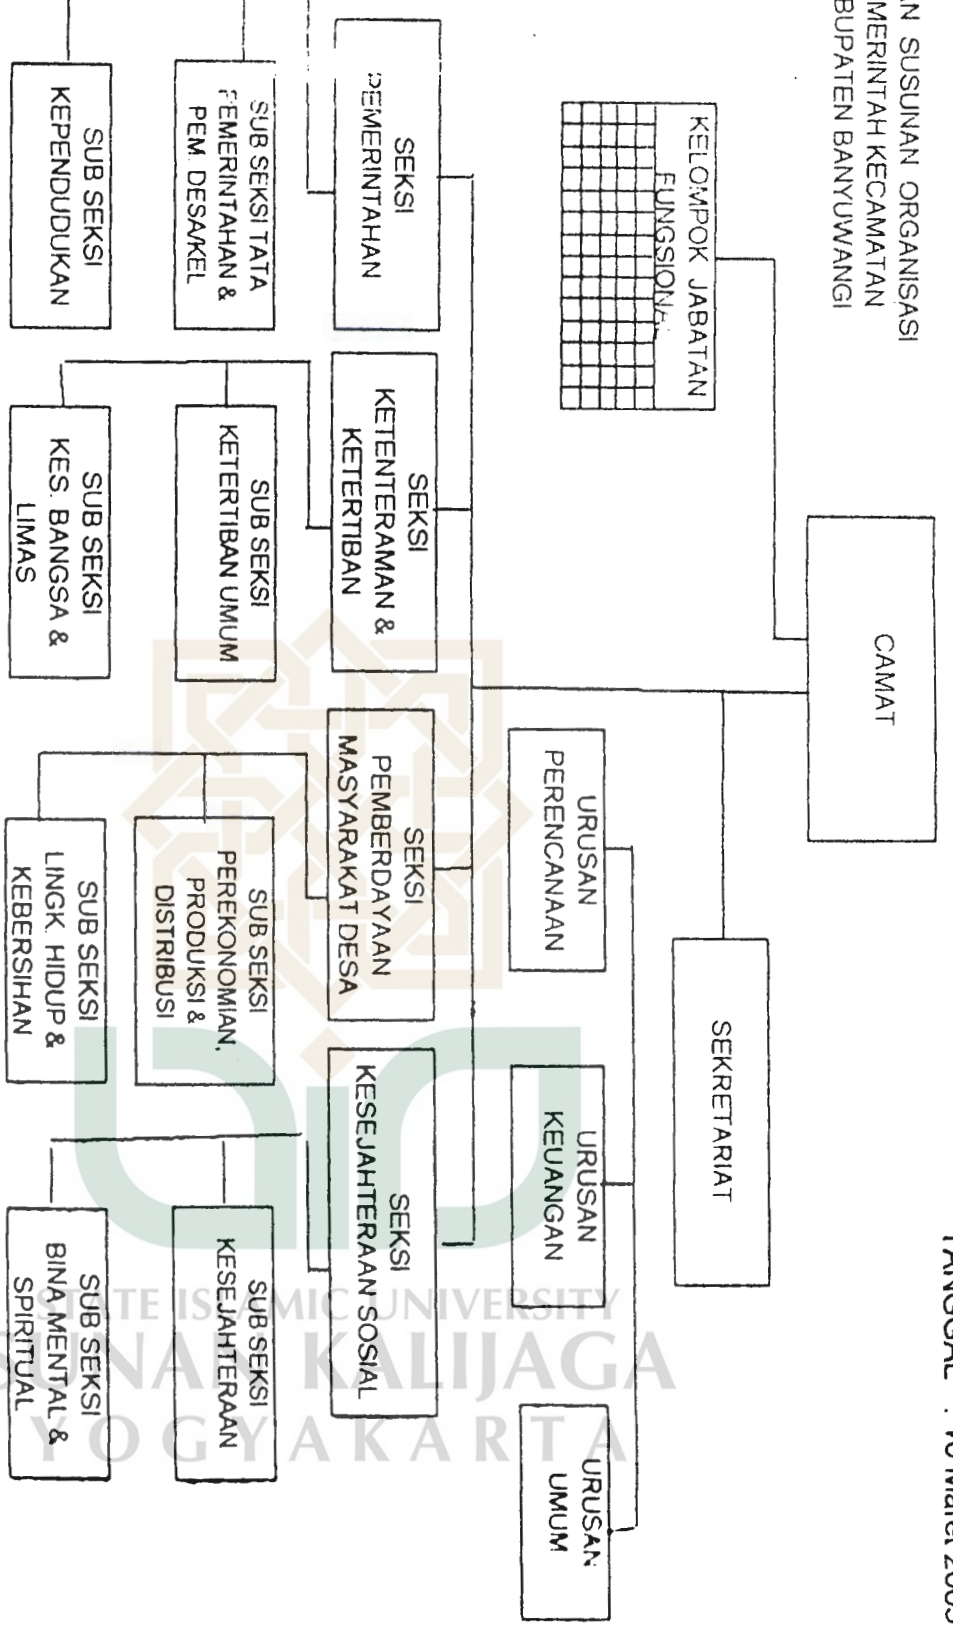 SUSUNAN ORGANISASI
KECAMATAN
BANYUWANGI
TANGGAL : Maret
CAMAT
KELOMPOK JABATAN
SEKRETARIAT
URUSAN
PERENCANAAN
URUSAN
KEUANGAN
URUSAN
UMUM
SEKSI
PEMERINTAHAN
SEKSI
KETENTERAMAN &
KETERTIBAN
SEKSI
PEMBERDAYAAN
MASYARAKAT DESA
SEKSI
KESEJAHTERAAN SOSIAL
SUB SEKSI TATA
PEMERINTAHAN &
PEM. DESA/KEL
SUB SEKSI
KETERTIBAN UMUM
SUB SEKSI
PEREKONOMIAN,
PRODUKSI &
DISTRIBUSI
SUB SEKSI
KESEJAHTERAAN
SUB SEKSI
KEPENDUDUKAN
SUB SEKSI
KES. BANGSA &
LIMAS
SUB SEKSI
LINGK. HIDUP &
KEBERSIHAN
SUB SEKSI
BINA MENTAL &
SPIRITUAL
STATE ISLAMIC UNIVERSITY
SUNAN KALIJAGA
YOGYAKARTA